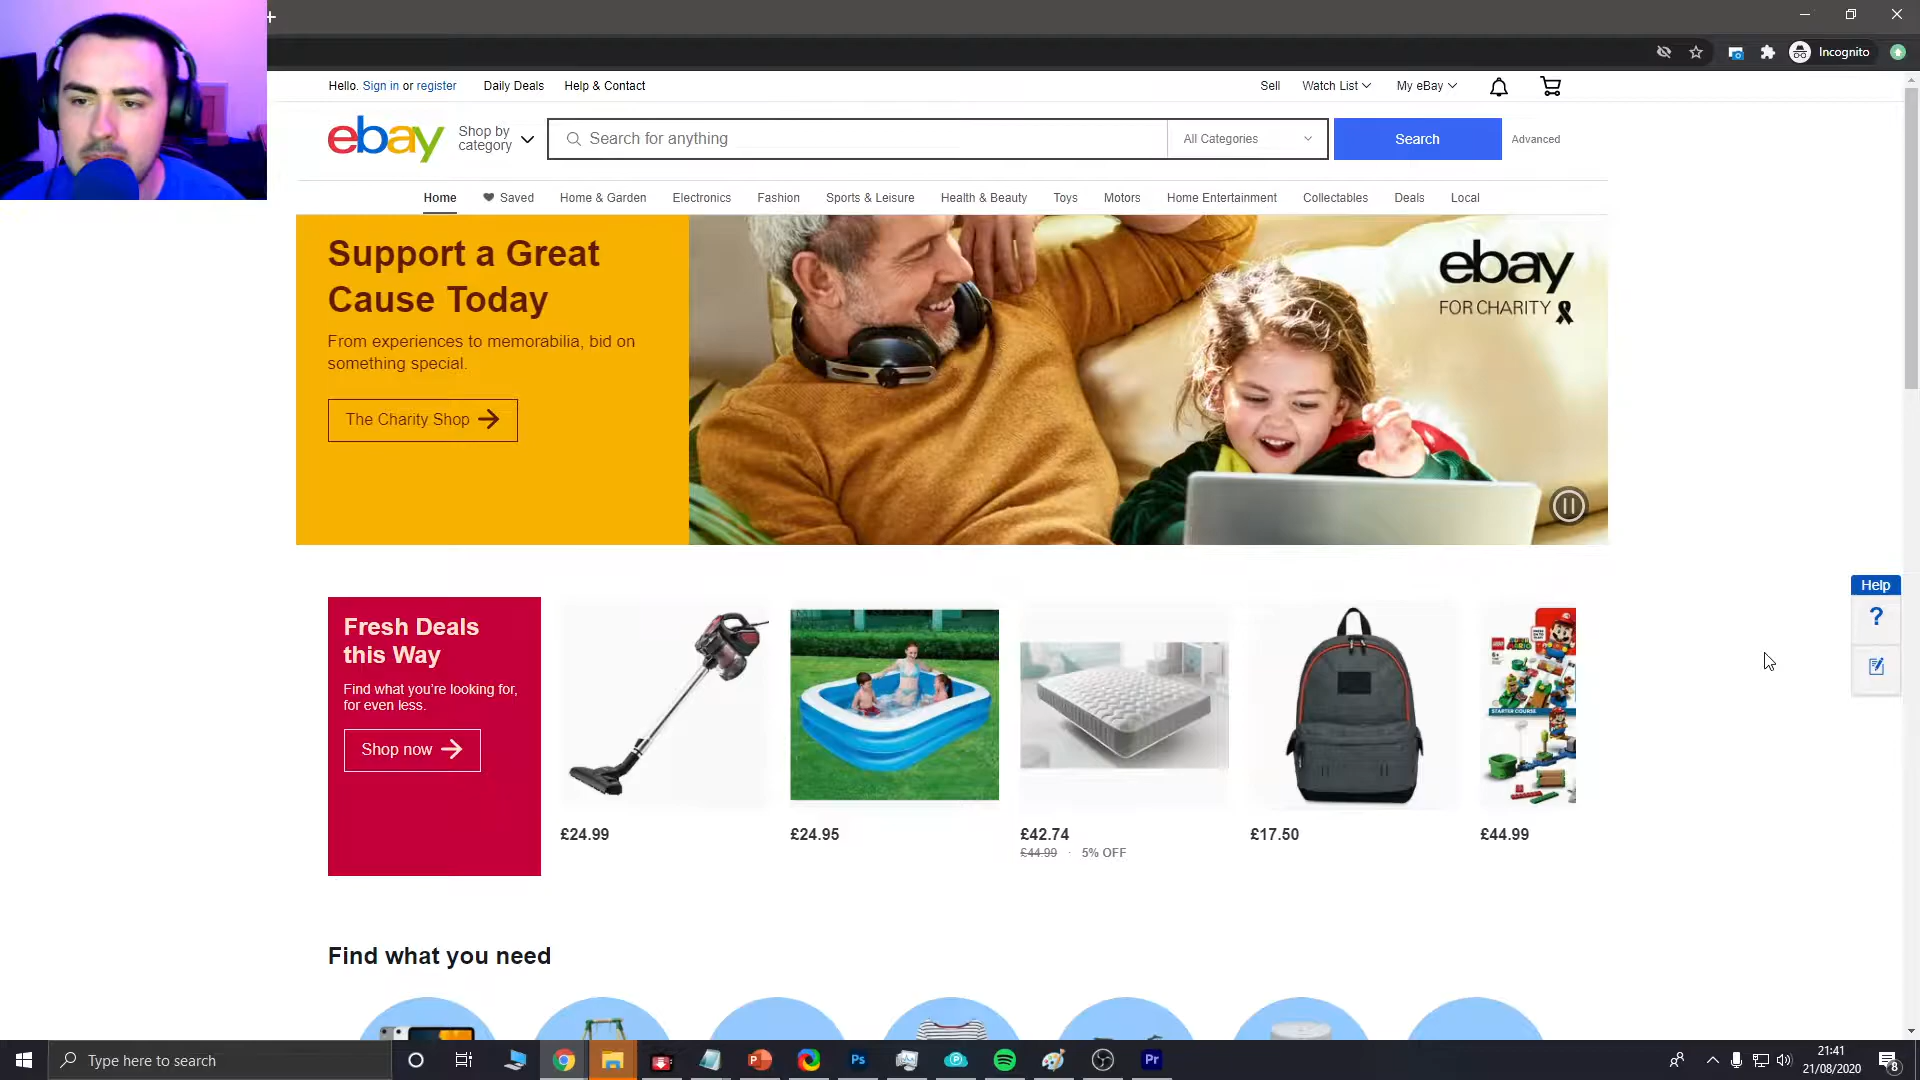 Incognito
Hello. Sign in or register
Daily Deals
Help & Contact
Sell
Watch List
My eBay
ebay
Shop by
category
Search for anything
All Categories
Search
Advanced
Home
Saved
Home & Garden
Electronics
Fashion
Sports & Leisure
Health & Beauty
Toys
Motors
Home Entertainment
Collectables
Deals
Local
Support a Great
Cause Today
From experiences to memorabilia, bid on
something special.
The Charity Shop
ebay
FOR CHARITY
Help
?
Fresh Deals
this Way
Find what you're looking for,
for even less.
Shop now
STARTER COURSE
£24.99
£24.95
£42.74
£44.99 · 5% OFF
£17.50
£44.99
Find what you need
Type here to search
Ps
Pr
21:41
21/08/2020
8